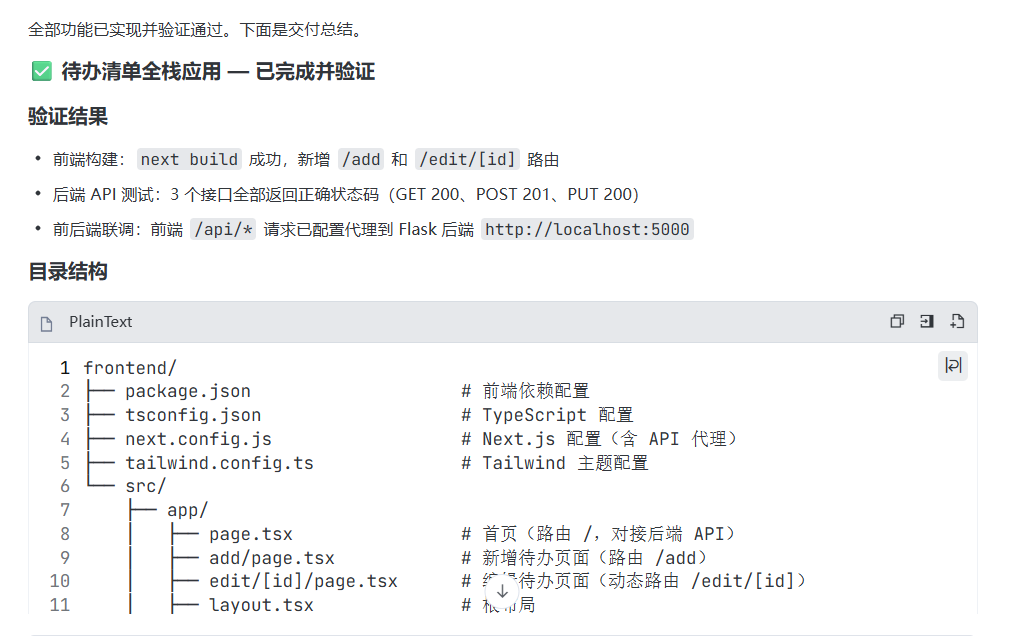 全部功能已实现并验证通过。下面是交付总结。
✅ 待办清单全栈应用 — 已完成并验证
验证结果
• 前端构建： next build 成功，新增 /add 和 /edit/[id] 路由
• 后端 API 测试：3 个接口全部返回正确状态码（GET 200、POST 201、PUT 200）
• 前后端联调：前端 /api/* 请求已配置代理到 Flask 后端 http://localhost:5000
目录结构
PlainText
1 frontend/
2 ├── package.json # 前端依赖配置
3 ├── tsconfig.json # TypeScript 配置
4 ├── next.config.js # Next.js 配置（含 API 代理）
5 ├── tailwind.config.ts # Tailwind 主题配置
6 └── src/
7 ├── app/
8 │ ├── page.tsx # 首页（路由 /，对接后端 API）
9 │ ├── add/page.tsx # 新增待办页面（路由 /add）
10 │ ├── edit/[id]/page.tsx # 编辑待办页面（动态路由 /edit/[id]）
11 │ ├── layout.tsx # 根布局